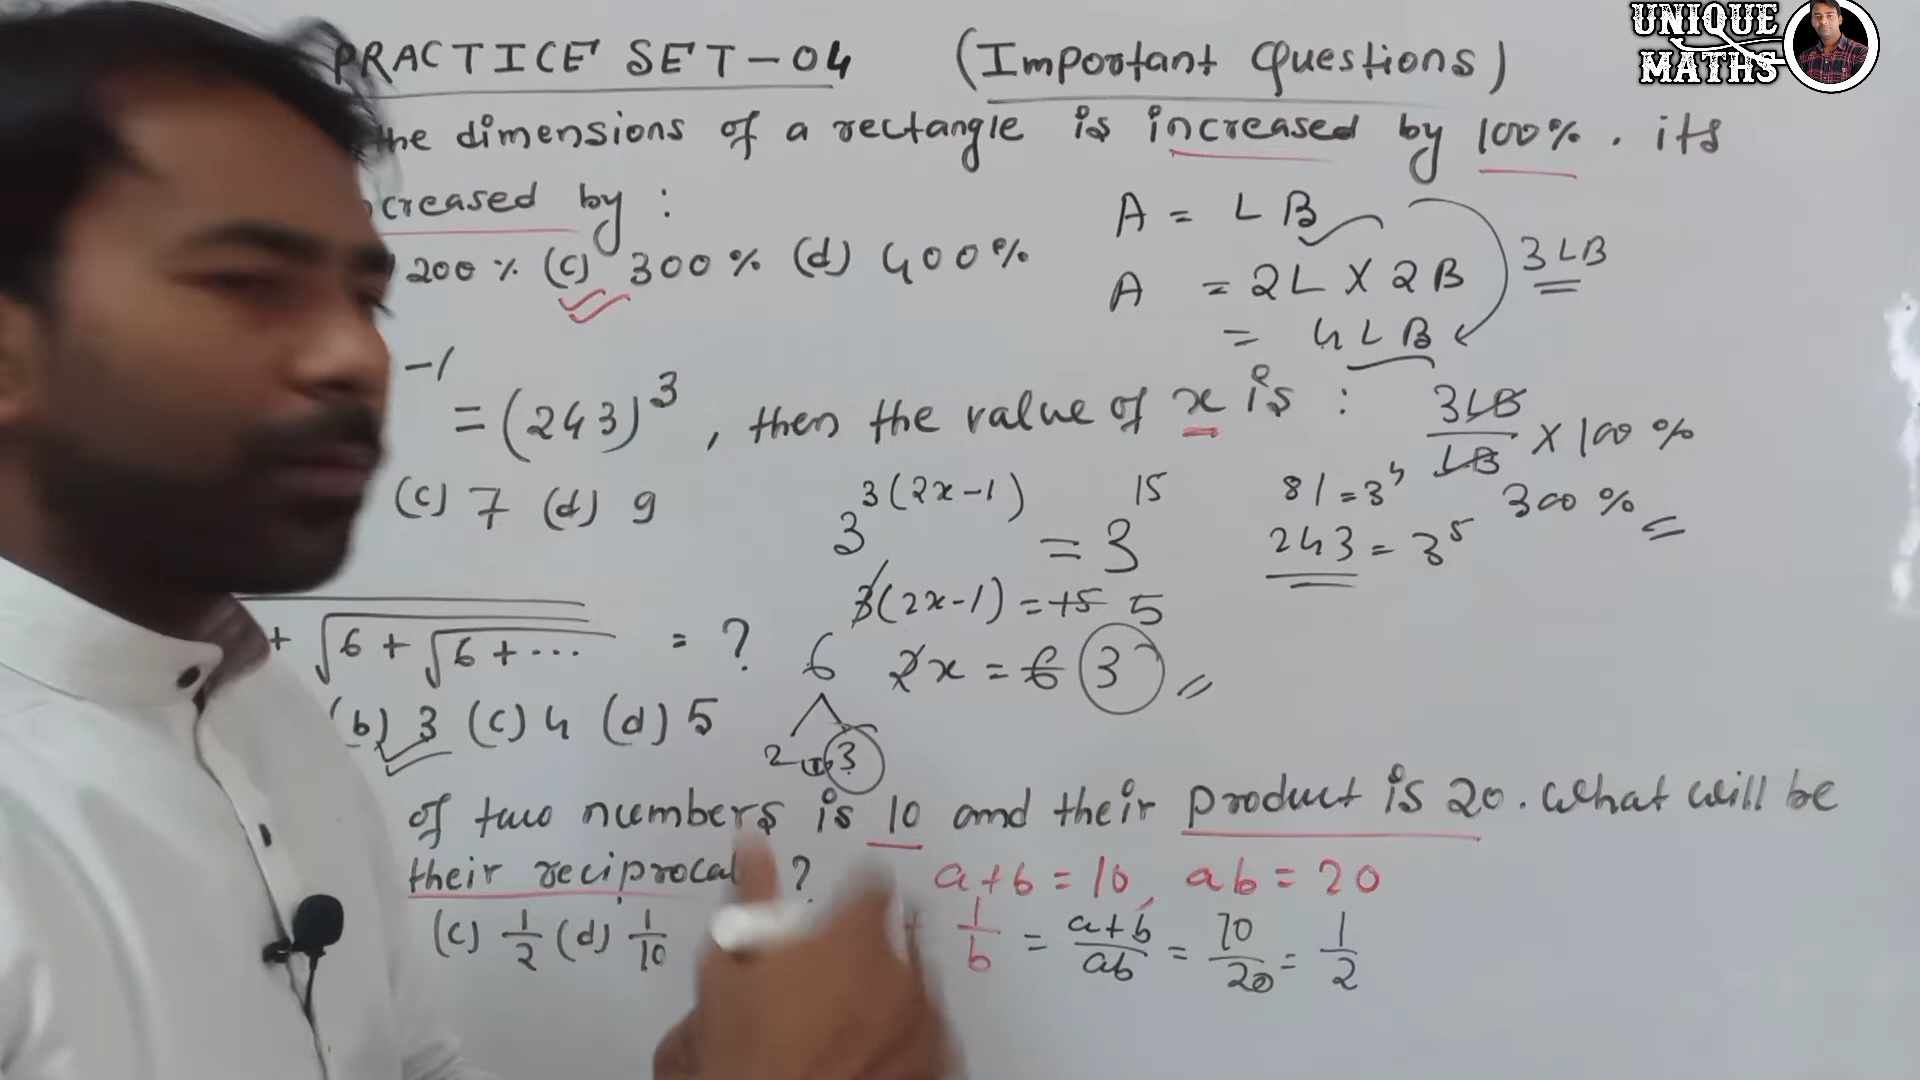 PRACTICE SET-04 (Important Questions)
UNIQUE
MATHS
the dimensions of a rectangle is increased by 100%. its
creased by :
200% (c) 300% (d) 400%
A = LB
A = 2L X 2B
= 4LB
3LB
-1 = (243)^3, then the value of x is :
3LB/LB X 100%
300%
(c) 7 (d) 9
3^3(2x-1) = 3^15
81 = 3^4
243 = 3^5
3(2x-1) = 15 5
2x = 6 3
+ √6 + √6 + ... = ?
(b) 3 (c) 4 (d) 5
6
2 3
of two numbers is 10 and their product is 20. What will be
their reciprocal ?
a+b = 10, ab = 20
(c) 1/2 (d) 1/10
1/b = a+b/ab = 10/20 = 1/2